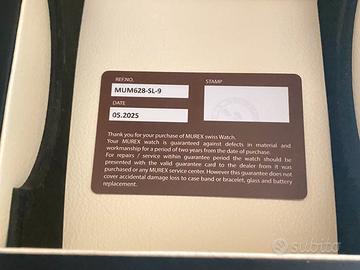 REF.NO.
MUM628-SL-9
STAMP
DATE
05.2025
Thank you for your purchase of MUREX swiss Watch.
Your MUREX watch is guaranteed against defects in material and
workmanship for a period of two years from the date of purchase.
For repairs / service within guarantee period the watch should be
presented with the valid guarantee card to the dealer from it was
purchased or any MUREX service center. However this guarantee does not
cover accidental damage loss to case band or bracelet, glass and battery
replacement.
subito